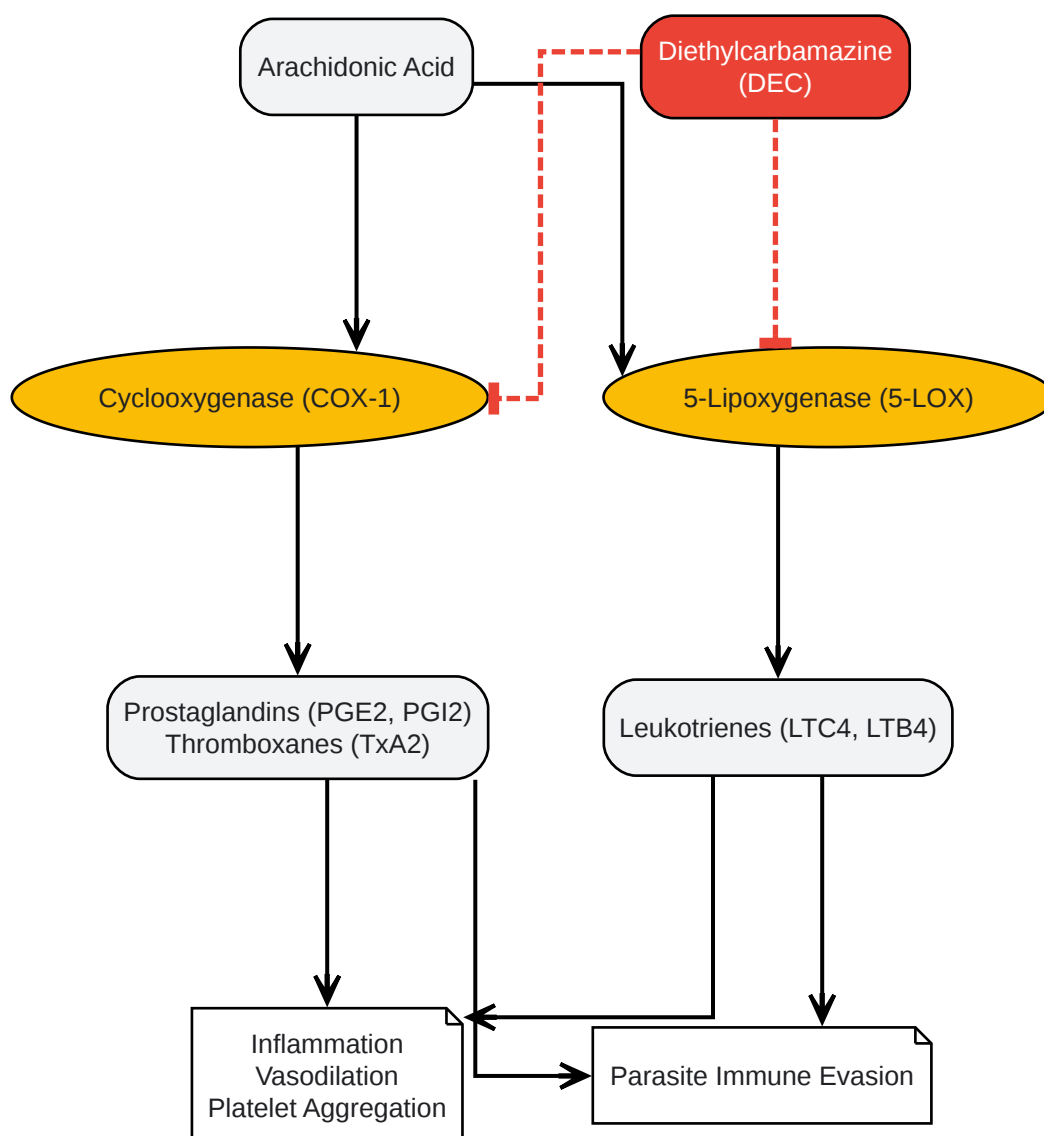 Arachidonic Acid
Diethylcarbamazine
(DEC)
Cyclooxygenase (COX-1)
5-Lipoxygenase (5-LOX)
Prostaglandins (PGE2, PGI2)
Thromboxanes (TxA2)
Leukotrienes (LTC4, LTB4)
Inflammation
Vasodilation
Platelet Aggregation
Parasite Immune Evasion